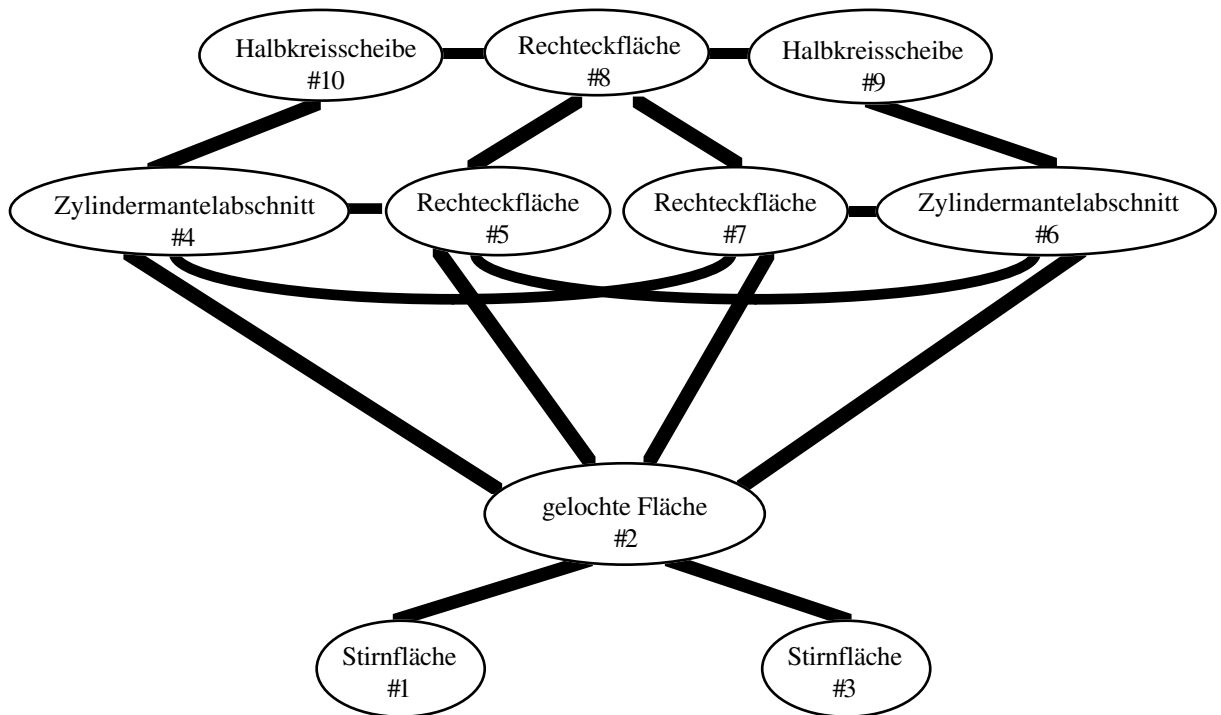 Halbkreisscheibe
#10
Rechteckfläche
#8
Halbkreisscheibe
#9
Zylindermantelabschnitt
#4
Rechteckfläche
#5
Rechteckfläche
#7
Zylindermantelabschnitt
#6
gelochte Fläche
#2
Stirnfläche
#1
Stirnfläche
#3